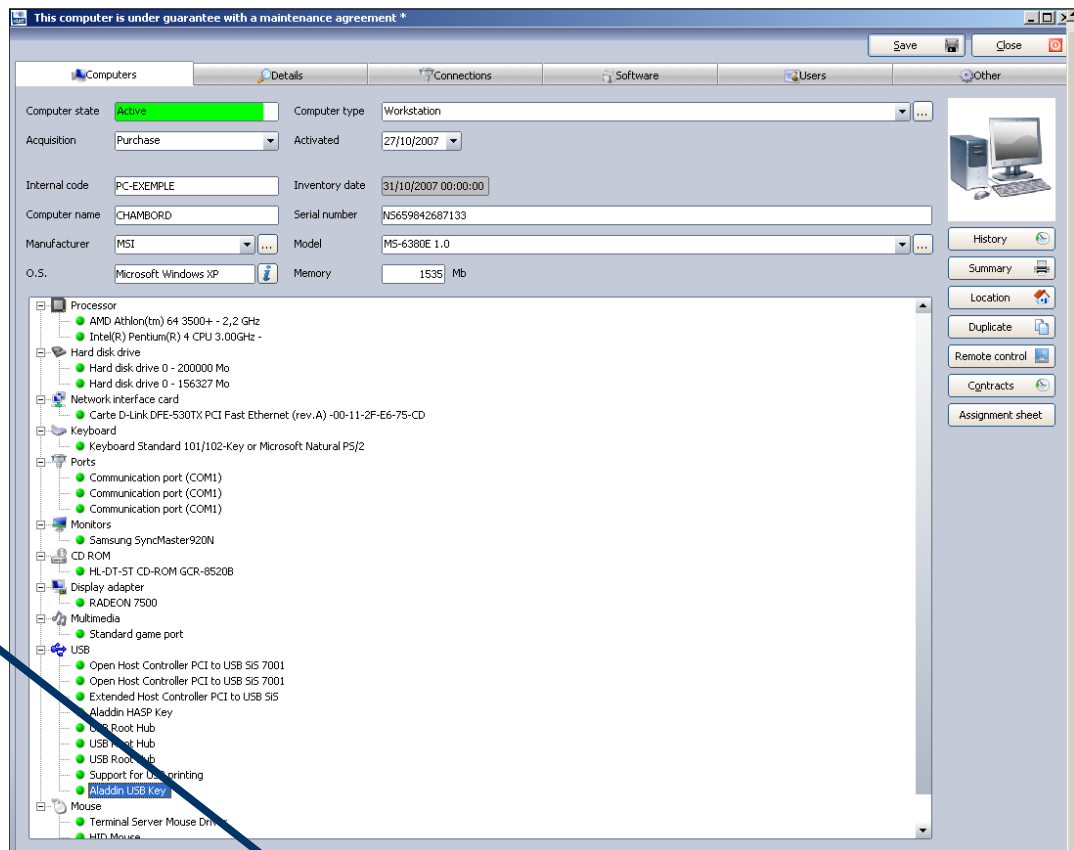 This computer is under guarantee with a maintenance agreement *
Save Close
Computers Details Connections Software Users Other
Computer state Active Computer type Workstation ...
Acquisition Purchase Activated 27/10/2007
Internal code PC-EXEMPLE Inventory date 31/10/2007 00:00:00
Computer name CHAMBORD Serial number NS659842687133
Manufacturer MSI ... Model MS-6380E 1.0 ...
O.S. Microsoft Windows XP i Memory 1535 Mb
History
Summary
Location
Duplicate
Remote control
Contracts
Assignment sheet
Processor
AMD Athlon(tm) 64 3500+ - 2,2 GHz
Intel(R) Pentium(R) 4 CPU 3.00GHz -
Hard disk drive
Hard disk drive 0 - 200000 Mo
Hard disk drive 0 - 156327 Mo
Network interface card
Carte D-Link DFE-530TX PCI Fast Ethernet (rev.A) -00-11-2F-E6-75-CD
Keyboard
Keyboard Standard 101/102-Key or Microsoft Natural PS/2
Ports
Communication port (COM1)
Communication port (COM1)
Communication port (COM1)
Monitors
Samsung SyncMaster920N
CD ROM
HL-DT-ST CD-ROM GCR-8520B
Display adapter
RADEON 7500
Multimedia
Standard game port
USB
Open Host Controller PCI to USB SiS 7001
Open Host Controller PCI to USB SiS 7001
Extended Host Controller PCI to USB SiS
Aladdin HASP Key
USB Root Hub
USB Root Hub
USB Root Hub
Support for USB printing
Aladdin USB Key
Mouse
Terminal Server Mouse Driver
HID Mouse